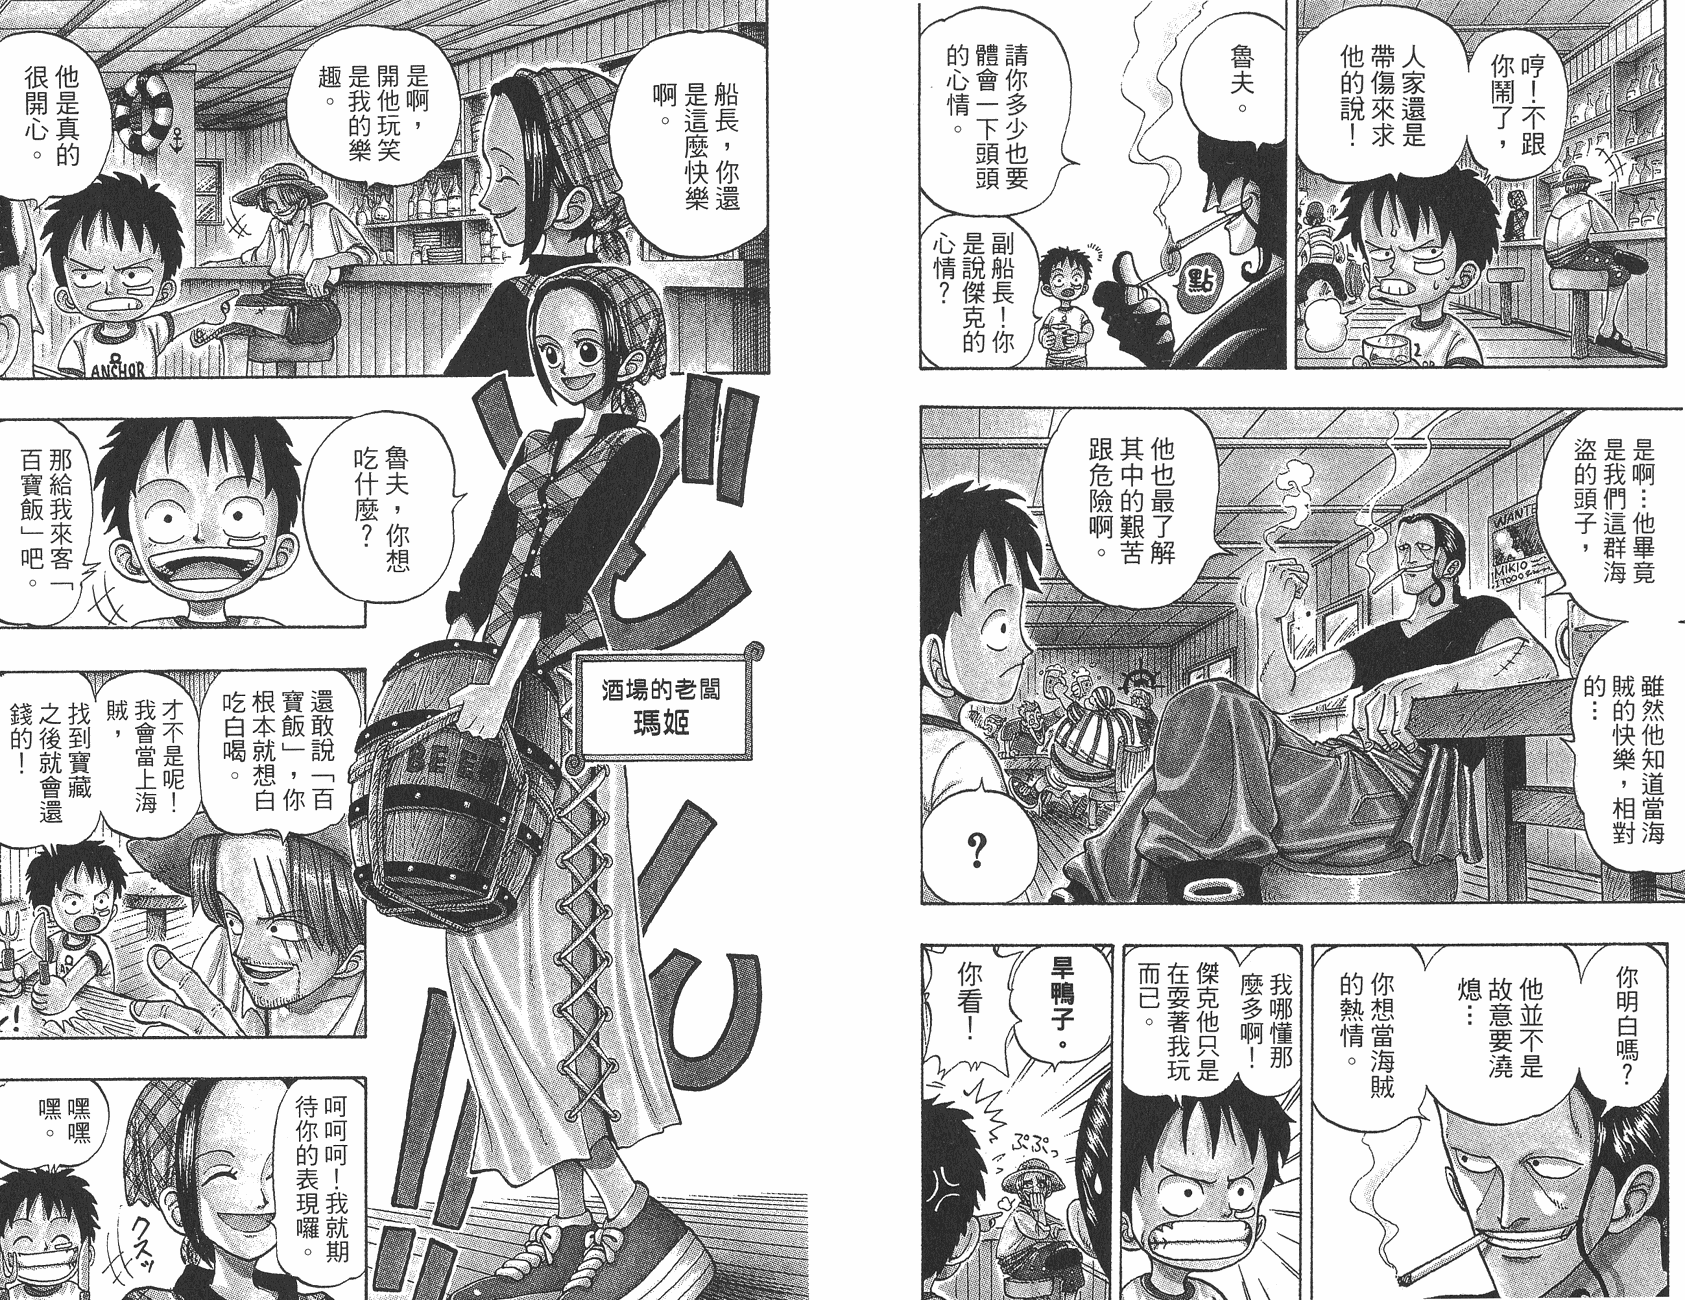 哼！不跟
你鬧了，
人家還是
帶傷來求
他的說！
魯夫。
點
請你多少也要
體會一下頭頭
的心情。
副船長！你
是說傑克的
心情？
是啊…他畢竟
是我們這群海
盜的頭子，
雖然他知道當海
賊的快樂，相對
的…
他也最了解
其中的艱苦
跟危險啊。
WANTE
MIKIO
？
你明白嗎？
他並不是
故意要澆
熄…
你想當海賊
的熱情。
我哪懂那
麼多啊！
傑克他只是
在耍著我玩
而已。
旱鴨子。
你看！
ぷぷっ
船長，你還
是這麼快樂
啊。
是啊，
開他玩笑
是我的樂
趣。
他是真的
很開心。
ANCHOR
魯夫，你想
吃什麼？
那給我來客「
百寶飯」吧。
酒場的老闆
瑪姬
BEER
還敢說「百
寶飯」，你
根本就想白
吃白喝。
才不是呢！
我會當上海
賊，
找到寶藏
之後就會還
錢的！
呵呵呵！我就期
待你的表現囉。
クスッ
嘿嘿
嘿。